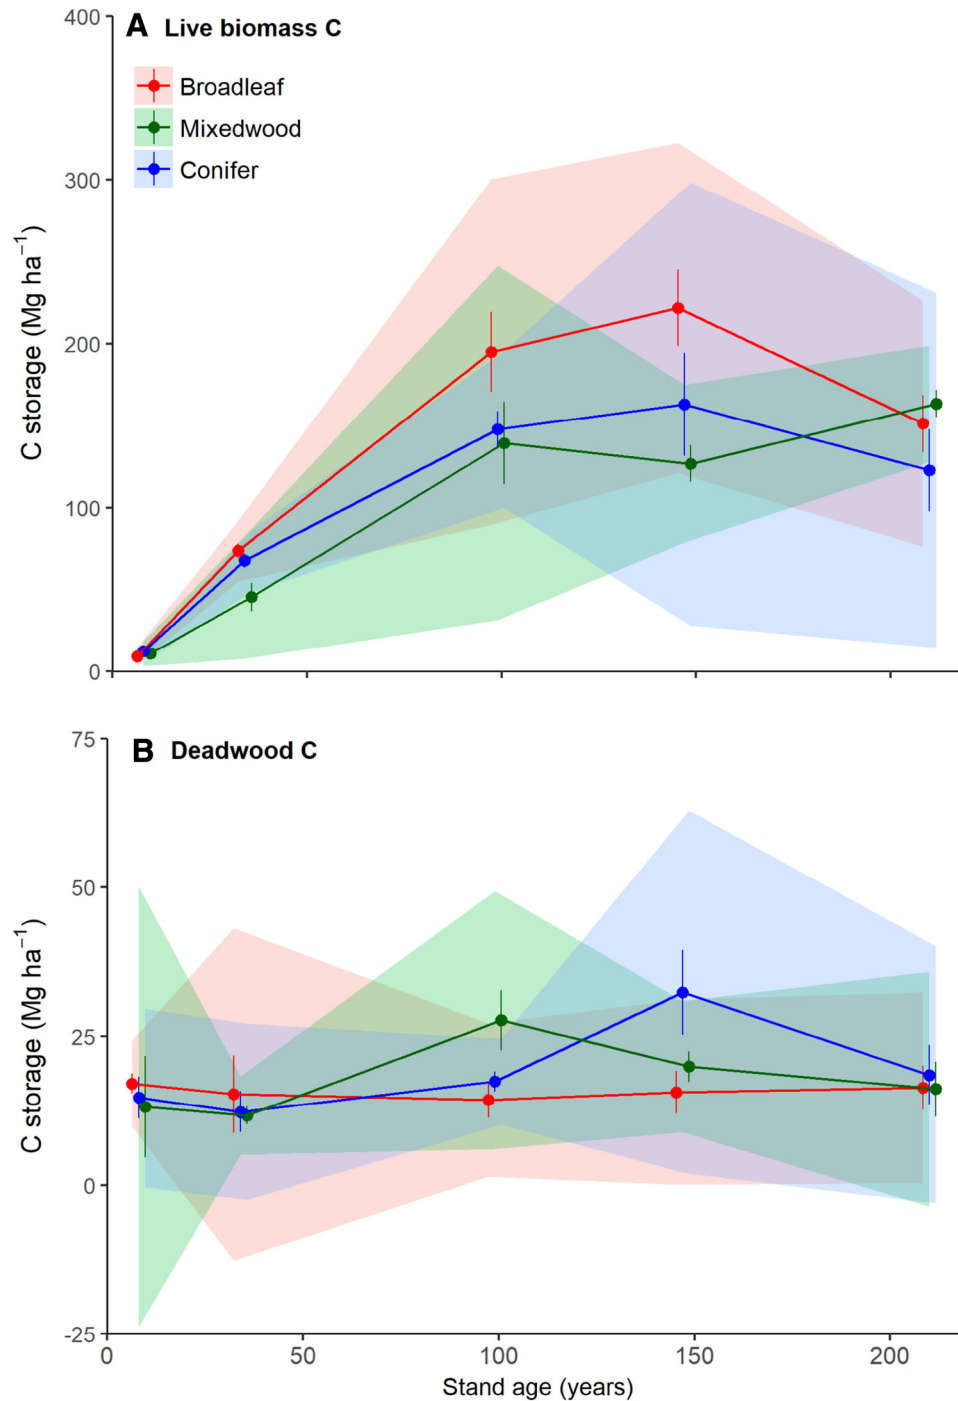 A Live biomass C
Broadleaf
Mixedwood
Conifer
400
300
200
100
0
C storage (Mg ha⁻¹)
B Deadwood C
75
50
25
0
-25
C storage (Mg ha⁻¹)
0 50 100 150 200
Stand age (years)